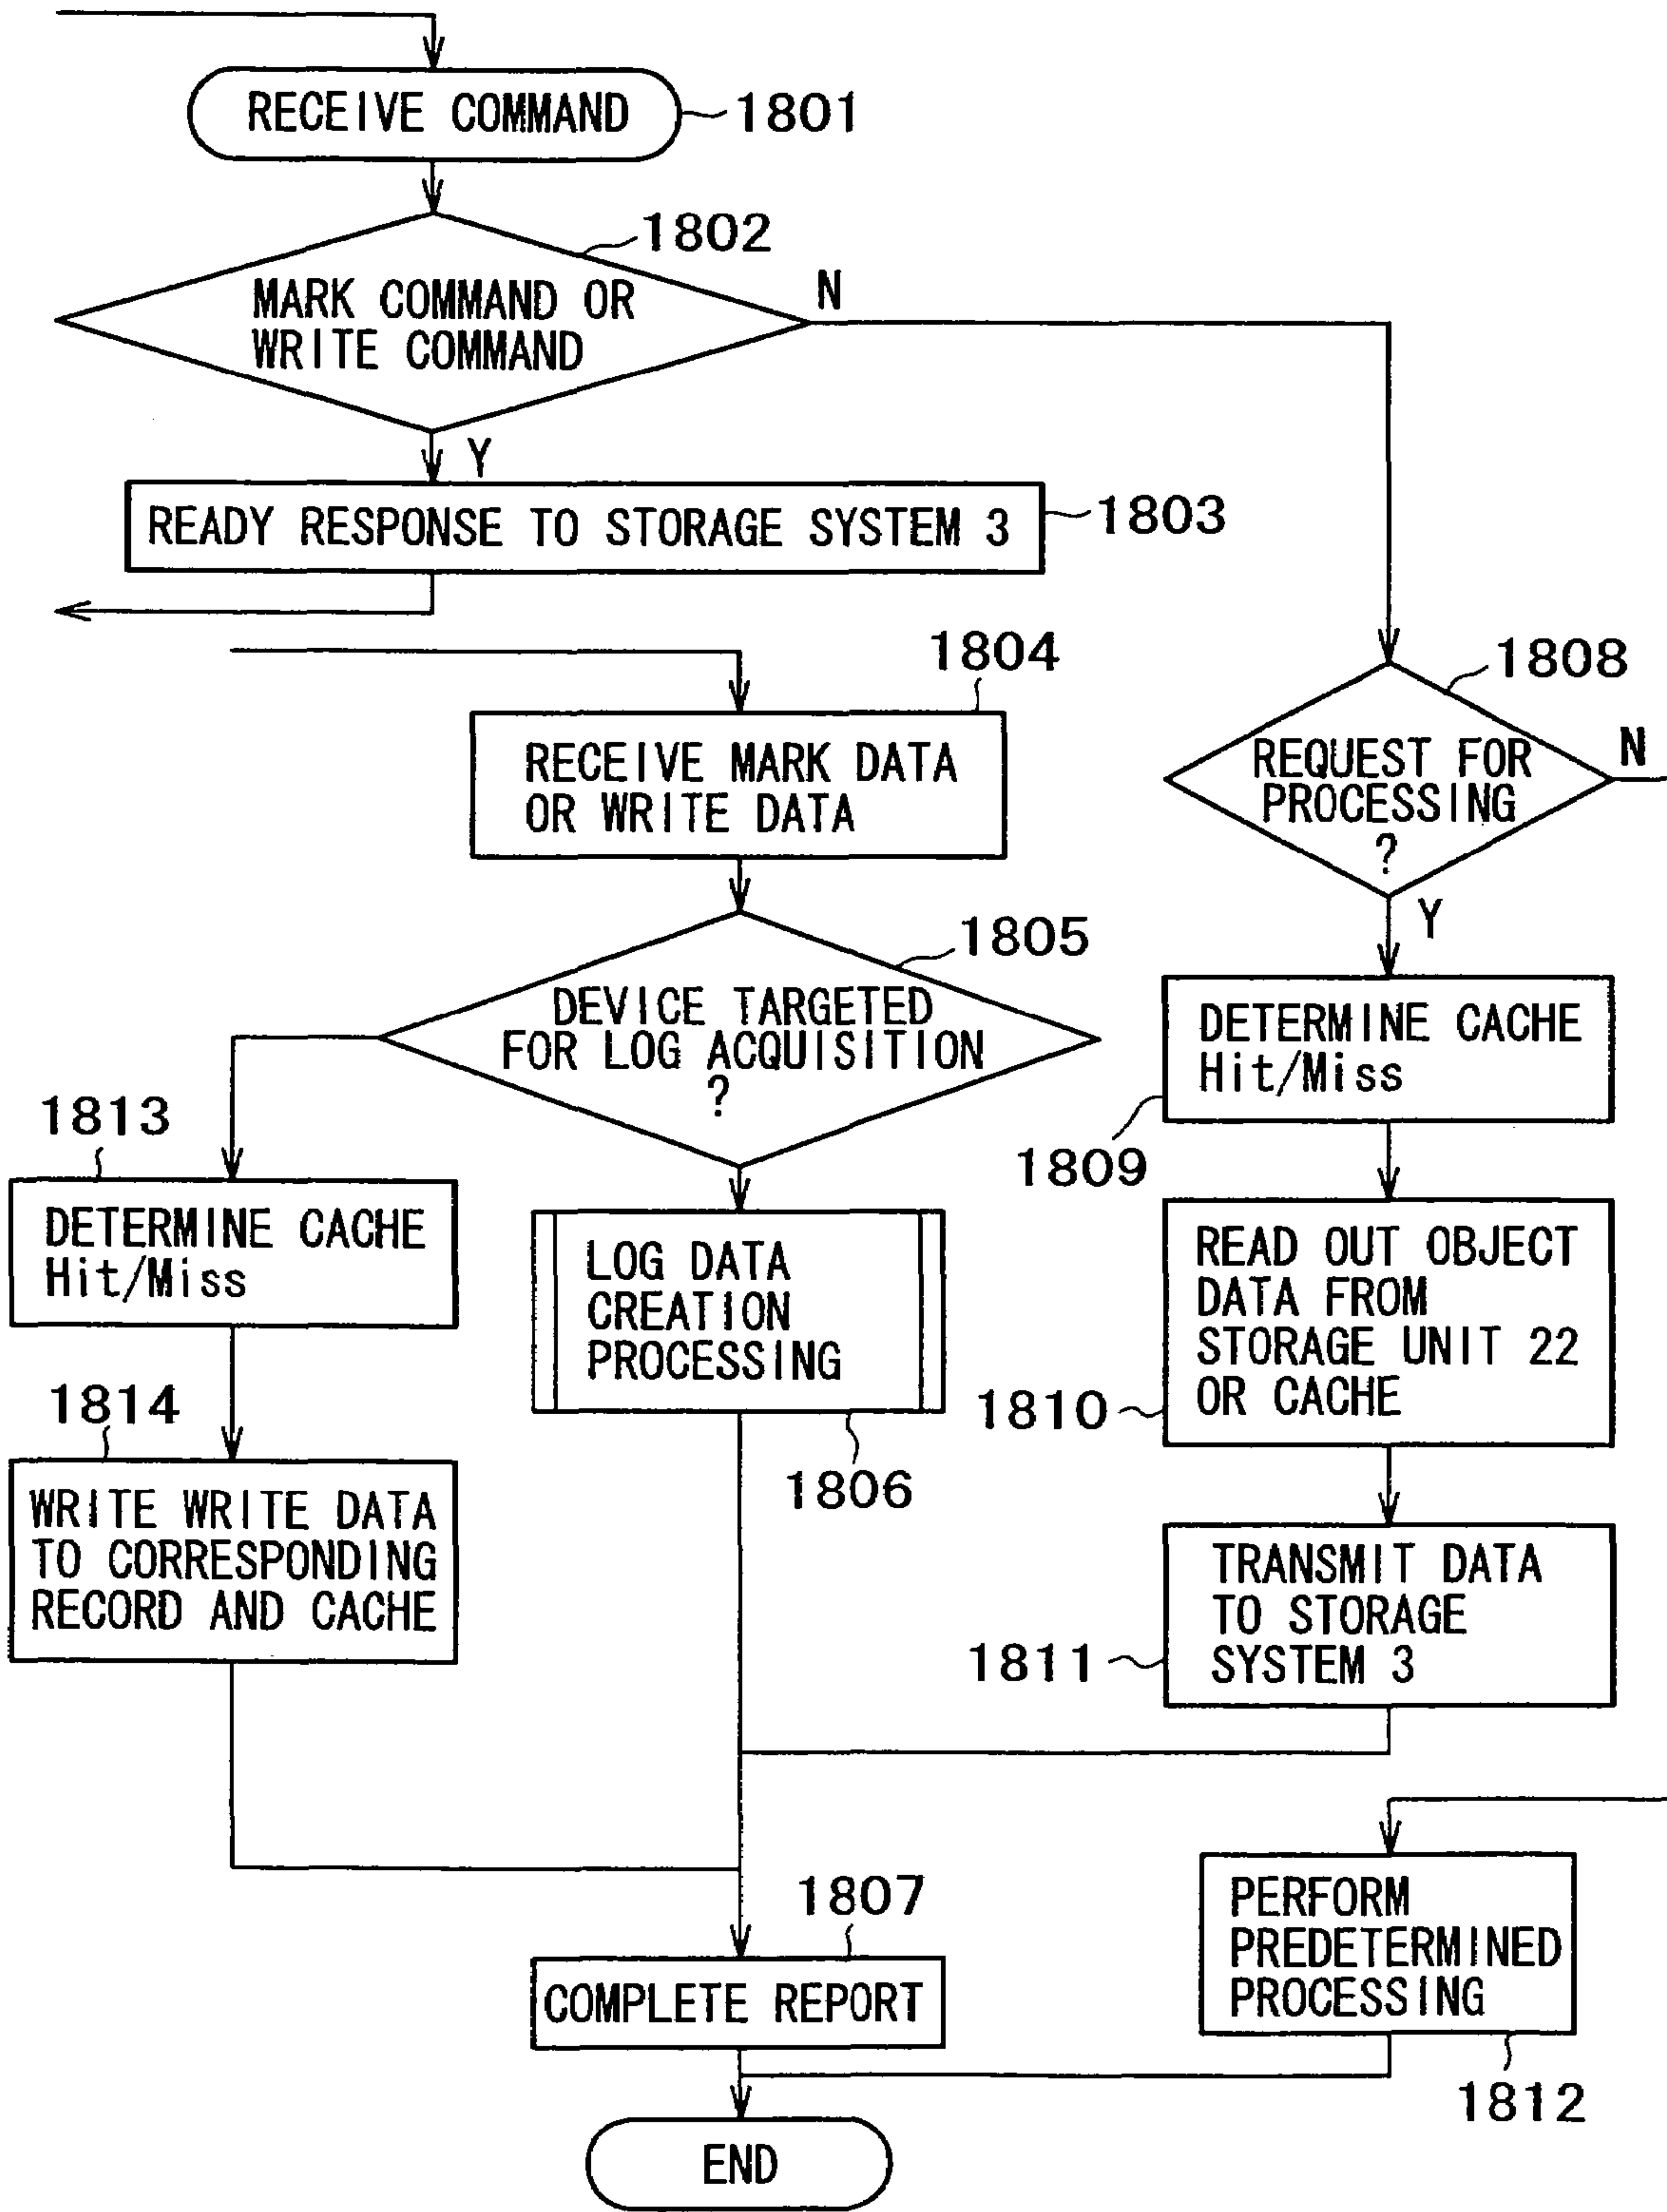 RECEIVE COMMAND
1801
1802
MARK COMMAND OR
WRITE COMMAND
N
Y
READY RESPONSE TO STORAGE SYSTEM 3
1803
1804
RECEIVE MARK DATA
OR WRITE DATA
1808
REQUEST FOR
PROCESSING
?
N
Y
1805
DEVICE TARGETED
FOR LOG ACQUISITION
?
DETERMINE CACHE
Hit/Miss
1809
1813
DETERMINE CACHE
Hit/Miss
LOG DATA
CREATION
PROCESSING
1806
READ OUT OBJECT
DATA FROM
STORAGE UNIT 22
OR CACHE
1810
1814
WRITE WRITE DATA
TO CORRESPONDING
RECORD AND CACHE
TRANSMIT DATA
TO STORAGE
SYSTEM 3
1811
1807
COMPLETE REPORT
PERFORM
PREDETERMINED
PROCESSING
1812
END